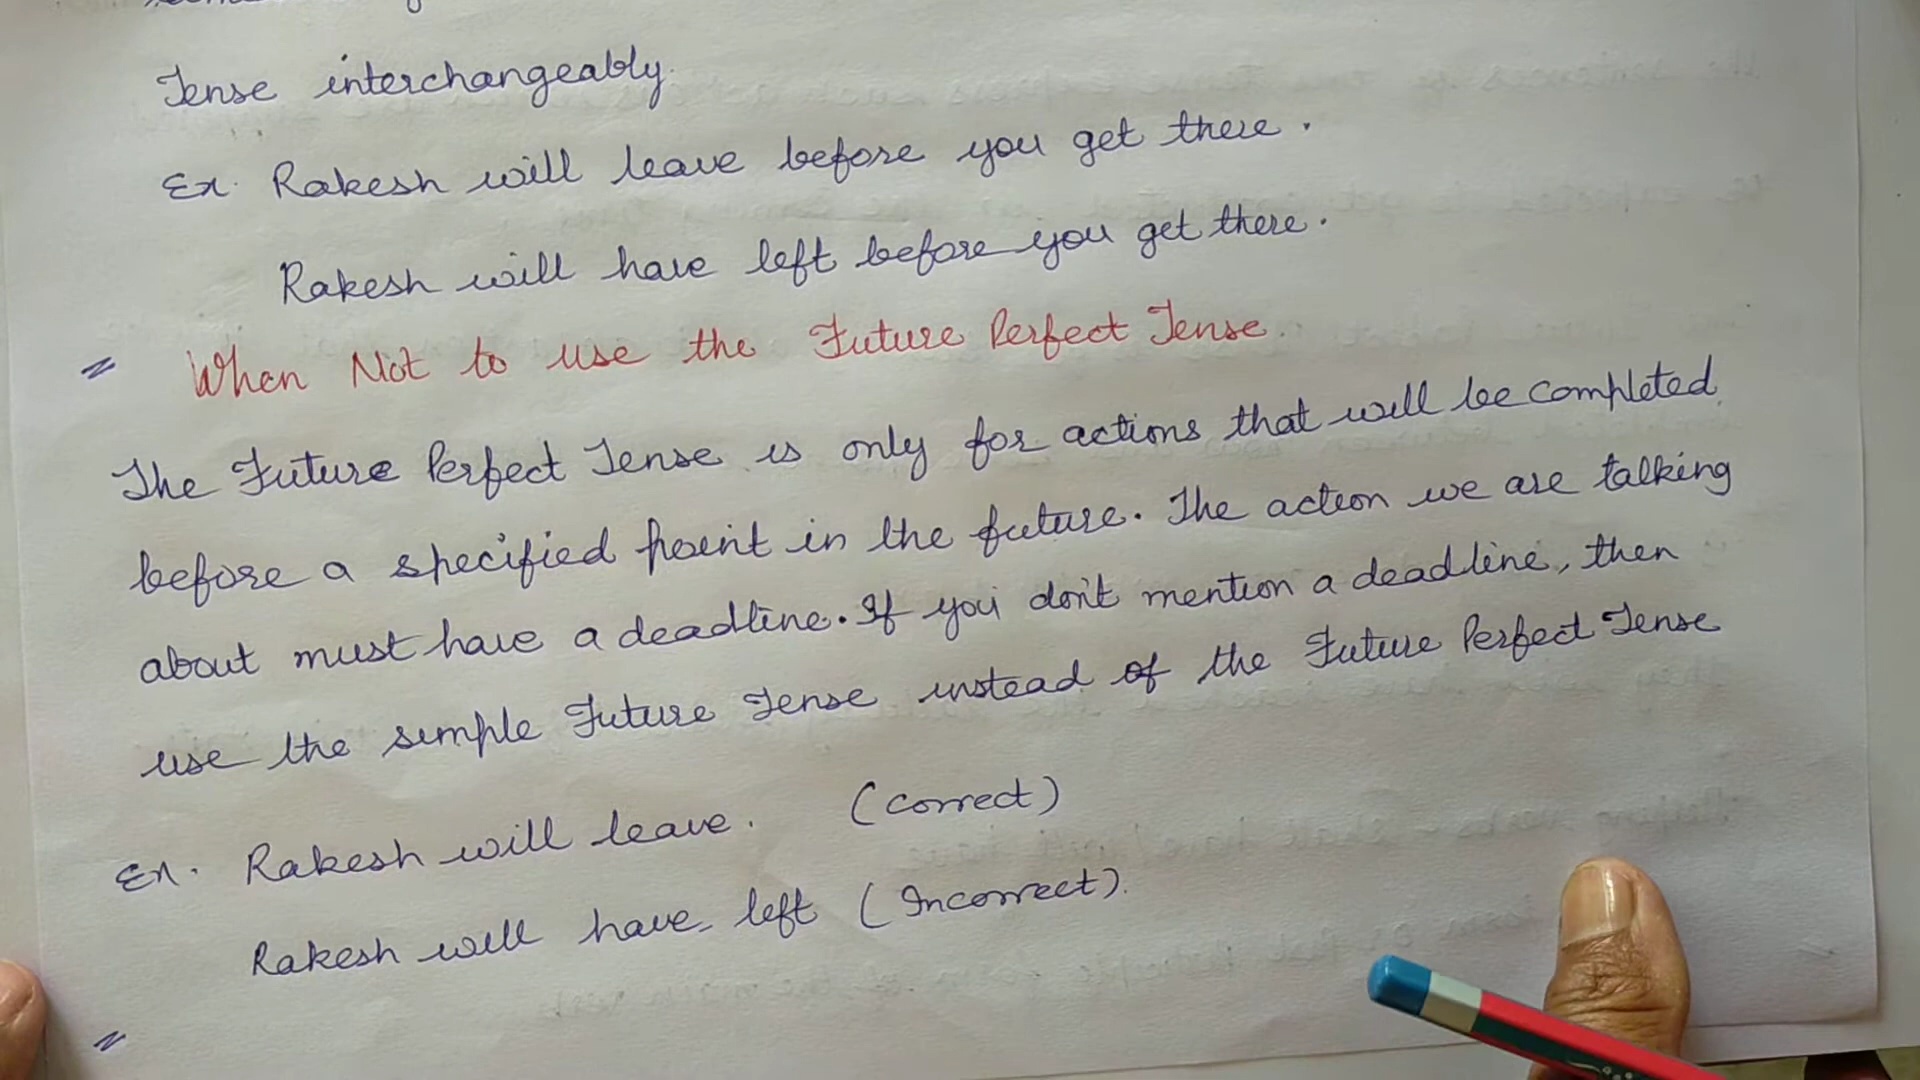 Tense interchangeably.
Ex. Rakesh will leave before you get there.
Rakesh will have left before you get there.
When Not to use the Future Perfect Tense.
The Future Perfect Tense is only for actions that will be completed
before a specified point in the future. The action we are talking
about must have a deadline. If you don't mention a deadline, then
use the simple Future Tense instead of the Future Perfect Tense
Ex. Rakesh will leave. (correct)
Rakesh will have left (Incorrect).